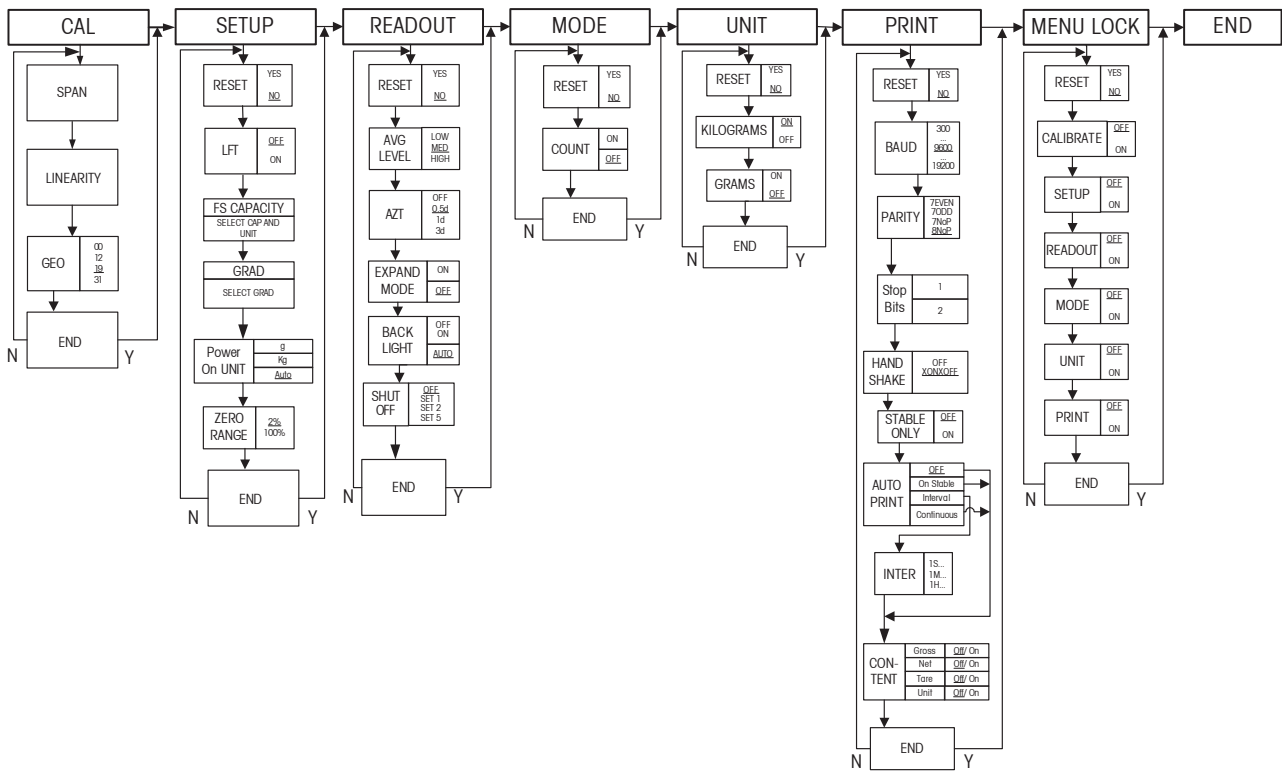 CAL
SETUP
READOUT
MODE
UNIT
PRINT
MENU LOCK
END
SPAN
LINEARITY
GEO
00
12
19
31
END
N
Y
RESET
YES
NO
LFT
OFF
ON
FS CAPACITY
SELECT CAP AND
UNIT
GRAD
SELECT GRAD
Power
On UNIT
g
Kg
Auto
ZERO
RANGE
2%
100%
END
N
Y
RESET
YES
NO
AVG
LEVEL
LOW
MED
HIGH
AZT
OFF
0.5d
1d
3d
EXPAND
MODE
ON
OFF
BACK
LIGHT
OFF
ON
AUTO
SHUT
OFF
OFF
SET 1
SET 2
SET 5
END
N
Y
RESET
YES
NO
COUNT
ON
OFF
END
N
Y
RESET
YES
NO
KILOGRAMS
ON
OFF
GRAMS
ON
OFF
END
N
Y
RESET
YES
NO
BAUD
300
...
9600
...
19200
PARITY
7EVEN
7ODD
7NoP
8NoP
Stop
Bits
1
2
HAND
SHAKE
OFF
XONXOFF
STABLE
ONLY
OFF
ON
AUTO
PRINT
OFF
On Stable
Interval
Continuous
INTER
1S...
1M...
1H...
CON-
TENT
Gross Off/ On
Net Off/ On
Tare Off/ On
Unit Off/ On
END
N
Y
RESET
YES
NO
CALIBRATE
OFF
ON
SETUP
OFF
ON
READOUT
OFF
ON
MODE
OFF
ON
UNIT
OFF
ON
PRINT
OFF
ON
END
N
Y